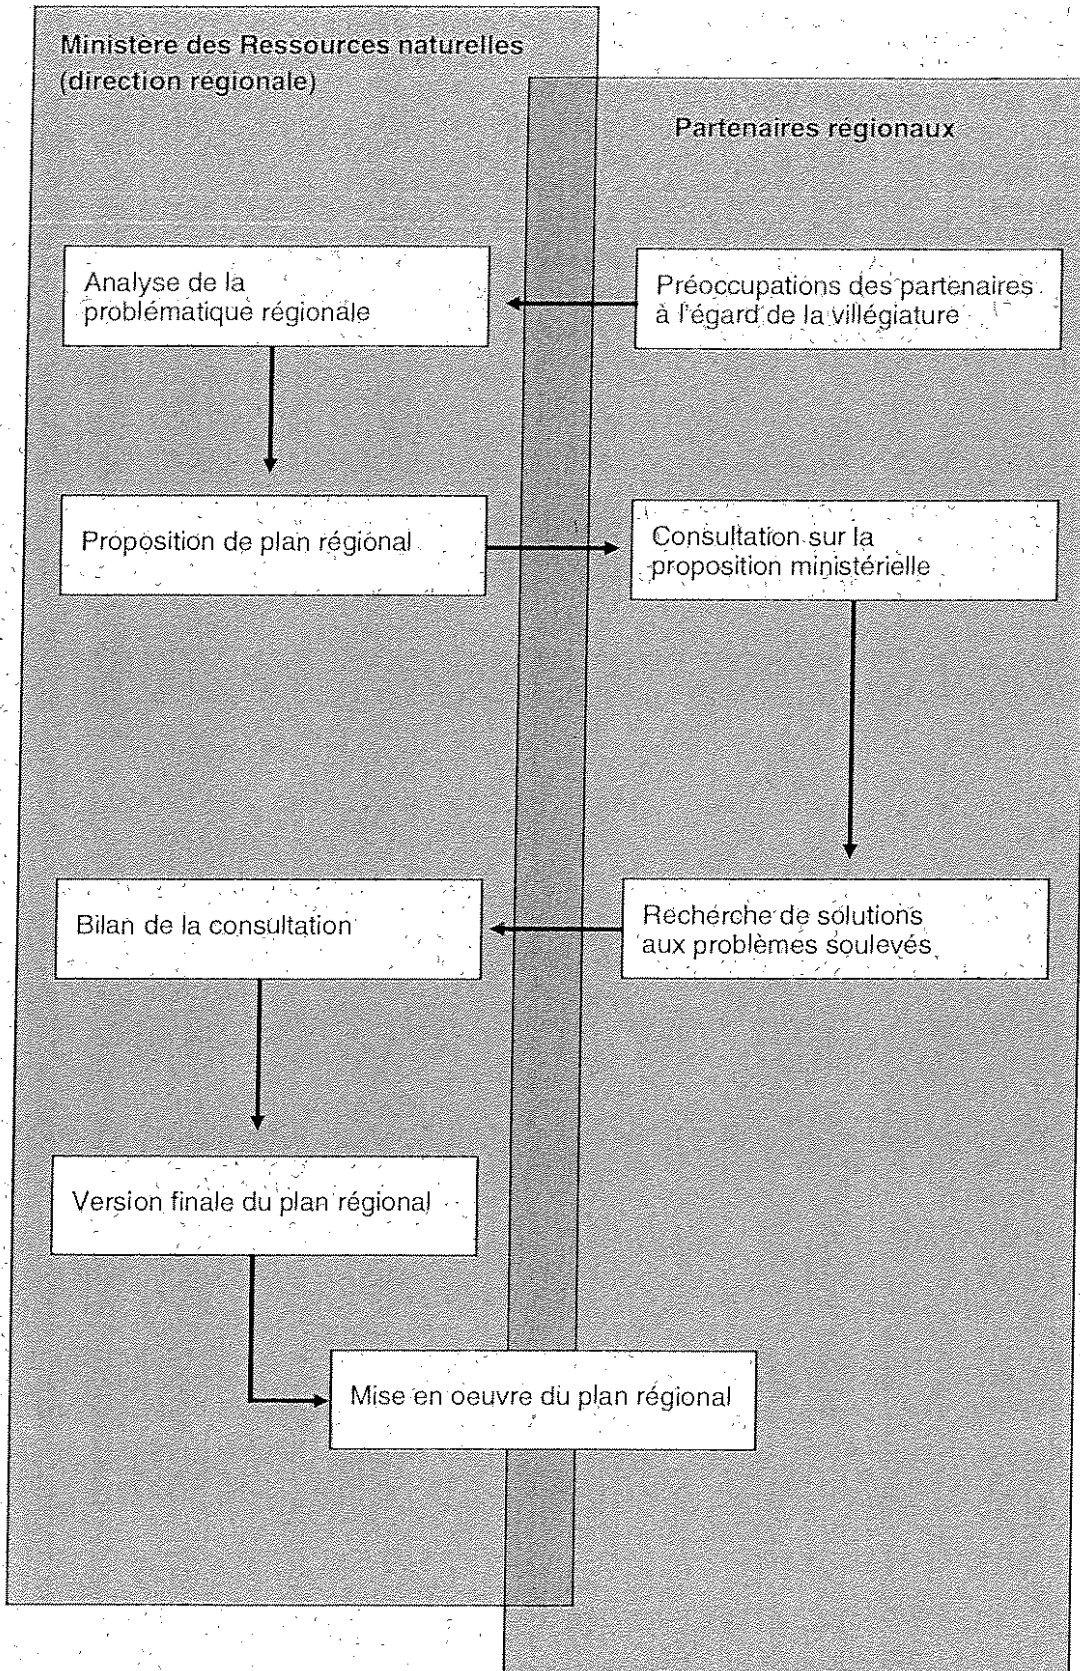 Ministère des Ressources naturelles
(direction régionale)
Partenaires régionaux
Analyse de la
problématique régionale
Préoccupations des partenaires
à l'égard de la villégiature
Proposition de plan régional
Consultation sur la
proposition ministérielle
Bilan de la consultation
Recherche de solutions
aux problèmes soulevés
Version finale du plan régional
Mise en oeuvre du plan régional